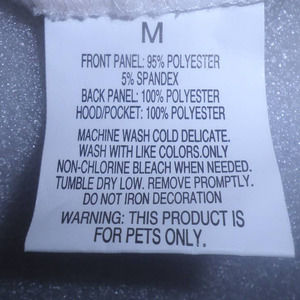 M
FRONT PANEL: 95% POLYESTER
5% SPANDEX
BACK PANEL: 100% POLYESTER
HOOD/POCKET: 100% POLYESTER
MACHINE WASH COLD DELICATE.
WASH WITH LIKE COLORS.ONLY
NON-CHLORINE BLEACH WHEN NEEDED.
TUMBLE DRY LOW. REMOVE PROMPTLY.
DO NOT IRON DECORATION
WARNING: THIS PRODUCT IS
FOR PETS ONLY.